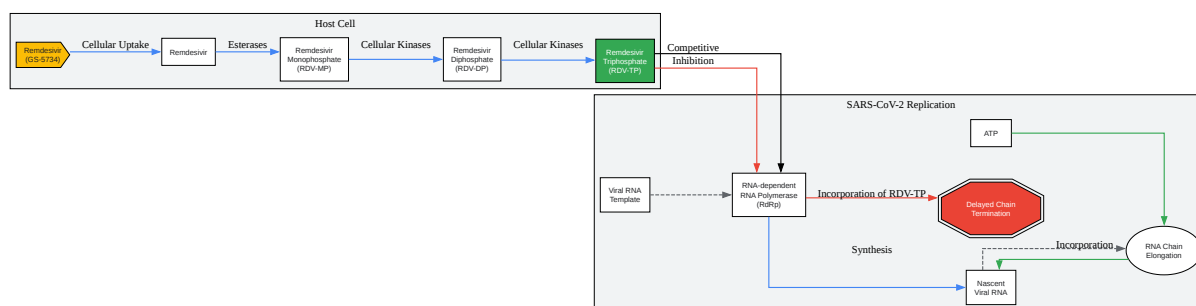 Host Cell
Remdesivir
(GS-5734)
Cellular Uptake
Remdesivir
Esterases
Remdesivir
Monophosphate
(RDV-MP)
Cellular Kinases
Remdesivir
Diphosphate
(RDV-DP)
Cellular Kinases
Remdesivir
Triphosphate
(RDV-TP)
Competitive
Inhibition
SARS-CoV-2 Replication
ATP
Viral RNA
Template
RNA-dependent
RNA Polymerase
(RdRp)
Incorporation of RDV-TP
Delayed Chain
Termination
Synthesis
Incorporation
RNA Chain
Elongation
Nascent
Viral RNA